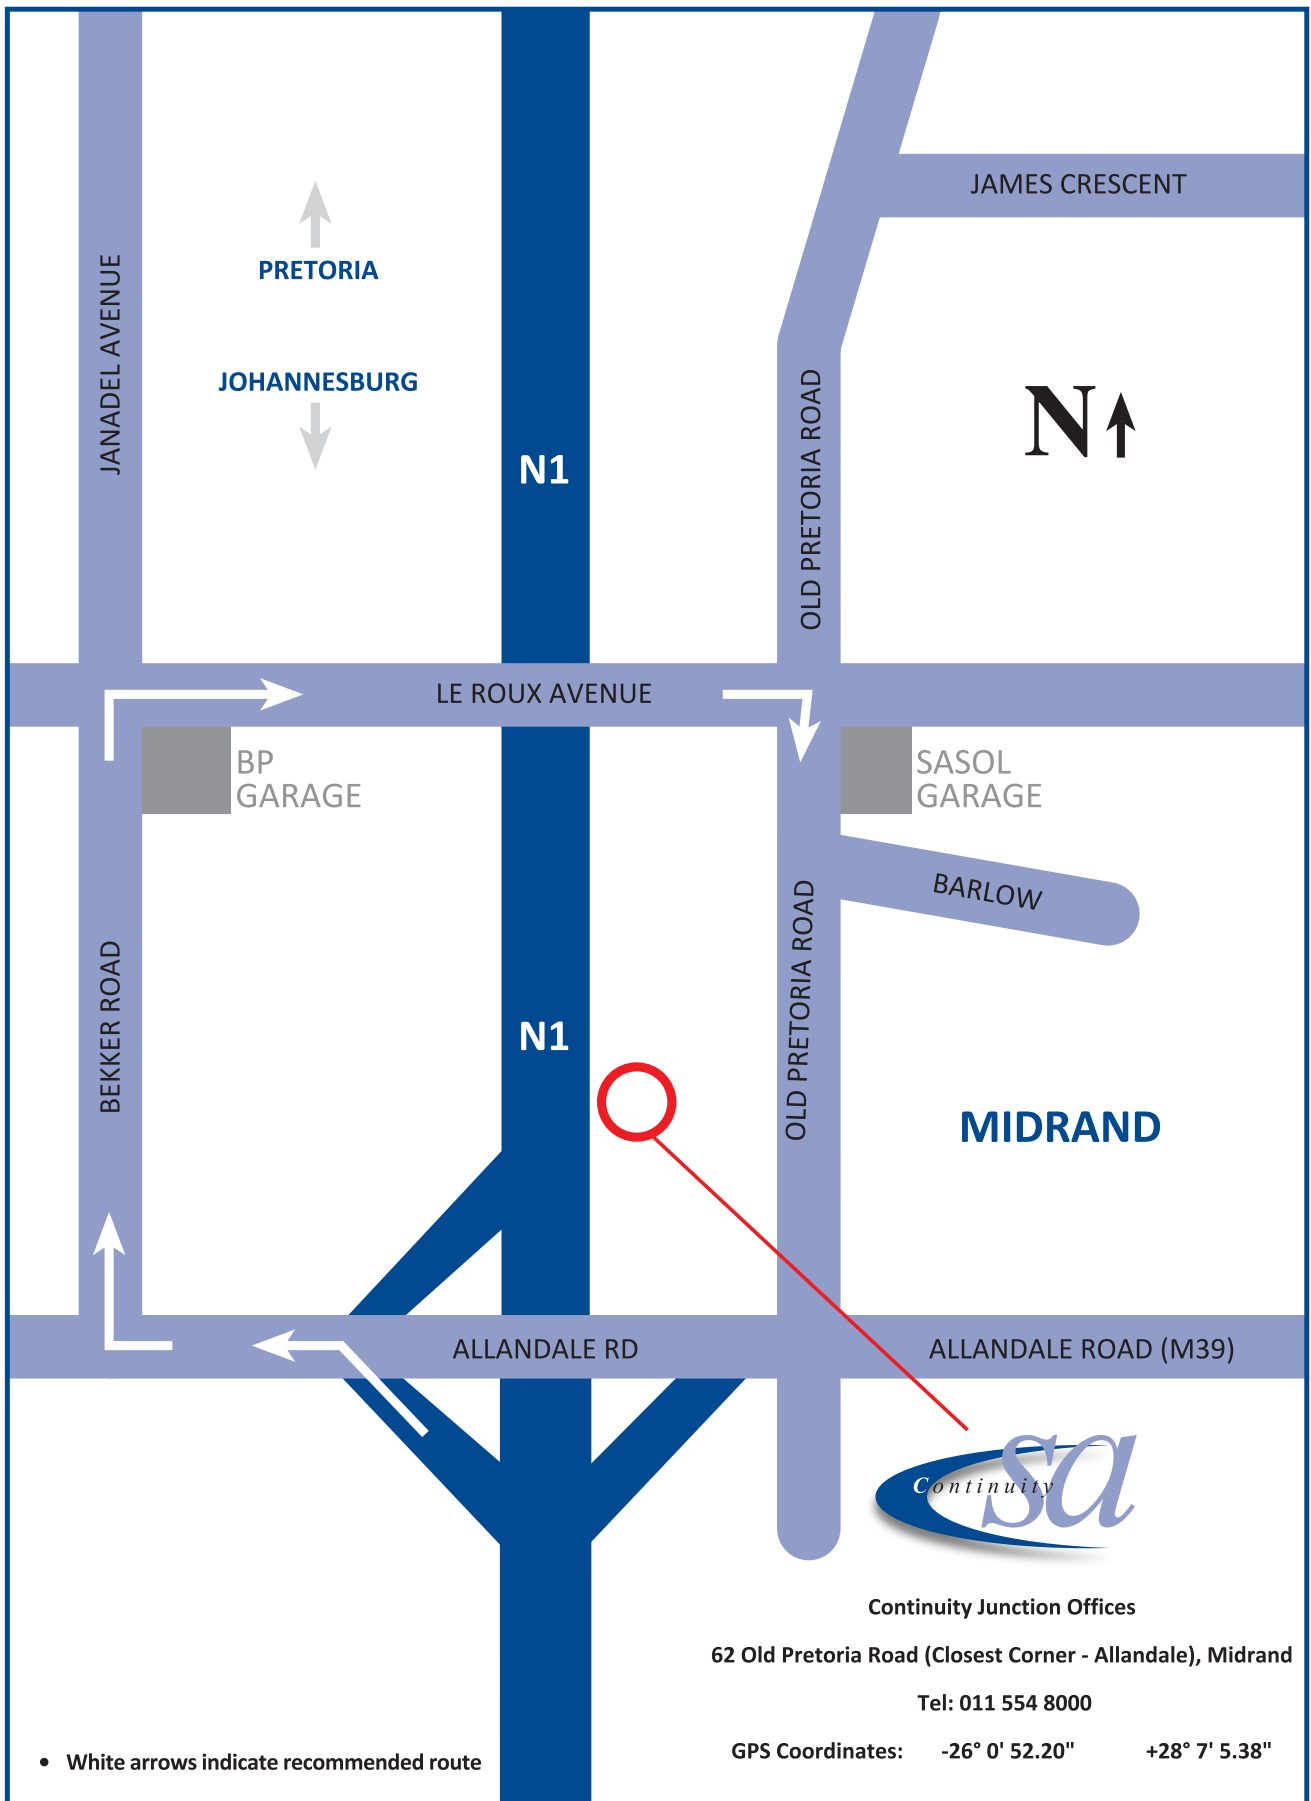 JAMES CRESCENT
PRETORIA
JANADEL AVENUE
JOHANNESBURG
OLD PRETORIA ROAD
N
N1
LE ROUX AVENUE
BP
GARAGE
SASOL
GARAGE
BARLOW
OLD PRETORIA ROAD
BEKKER ROAD
N1
MIDRAND
ALLANDALE RD
ALLANDALE ROAD (M39)
Continuity sa
Continuity Junction Offices
62 Old Pretoria Road (Closest Corner - Allandale), Midrand
Tel: 011 554 8000
GPS Coordinates: -26° 0' 52.20" +28° 7' 5.38"
• White arrows indicate recommended route